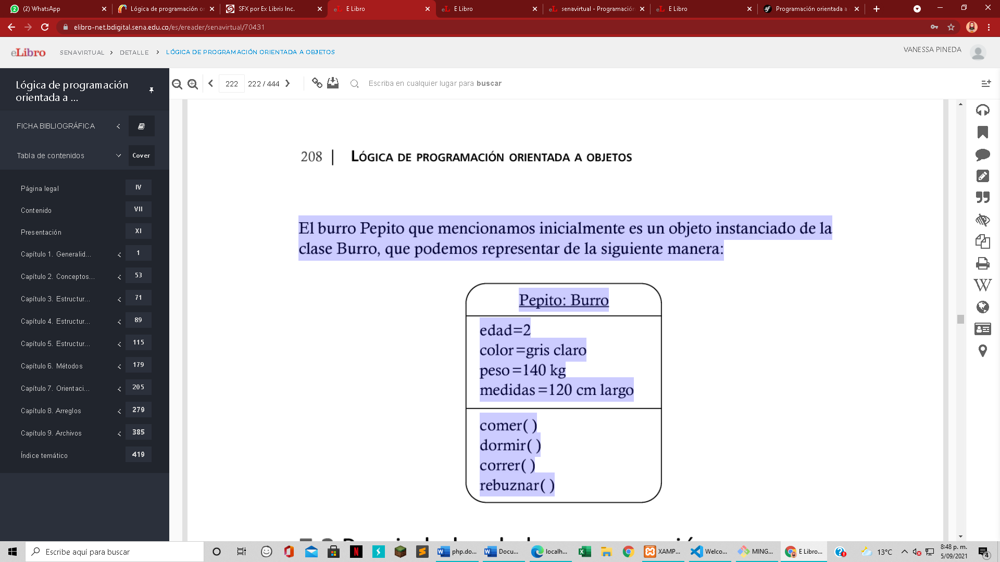 (2) WhatsApp
Lógica de programación or
SFX por Ex Libris Inc.
E Libro
E Libro
senavirtual - Programación
E Libro
Programación orientada a
elibro-net.bdigital.sena.edu.co/es/ereader/senavirtual/70431
eLibro
SENAVIRTUAL > DETALLE > LÓGICA DE PROGRAMACIÓN ORIENTADA A OBJETOS
VANESSA PINEDA
Lógica de programación
orientada a ...
222
222 / 444
Escriba en cualquier lugar para buscar
FICHA BIBLIOGRÁFICA
Tabla de contenidos
Cover
Página legal IV
Contenido VII
Presentación XI
Capítulo 1. Generalid... 1
Capítulo 2. Conceptos... 53
Capítulo 3. Estructur... 71
Capítulo 4. Estructur... 89
Capítulo 5. Estructur... 115
Capítulo 6. Métodos 179
Capítulo 7. Orientaci... 205
Capítulo 8. Arreglos 279
Capítulo 9. Archivos 385
Índice temático 419
208 | LÓGICA DE PROGRAMACIÓN ORIENTADA A OBJETOS
El burro Pepito que mencionamos inicialmente es un objeto instanciado de la
clase Burro, que podemos representar de la siguiente manera:
Pepito: Burro
edad=2
color=gris claro
peso=140 kg
medidas=120 cm largo
comer( )
dormir( )
correr( )
rebuznar( )
Escribe aquí para buscar
php.do...
Docu...
localh...
XAMP...
Welco...
MING...
E Libro...
13°C
8:48 p. m.
5/09/2021
4